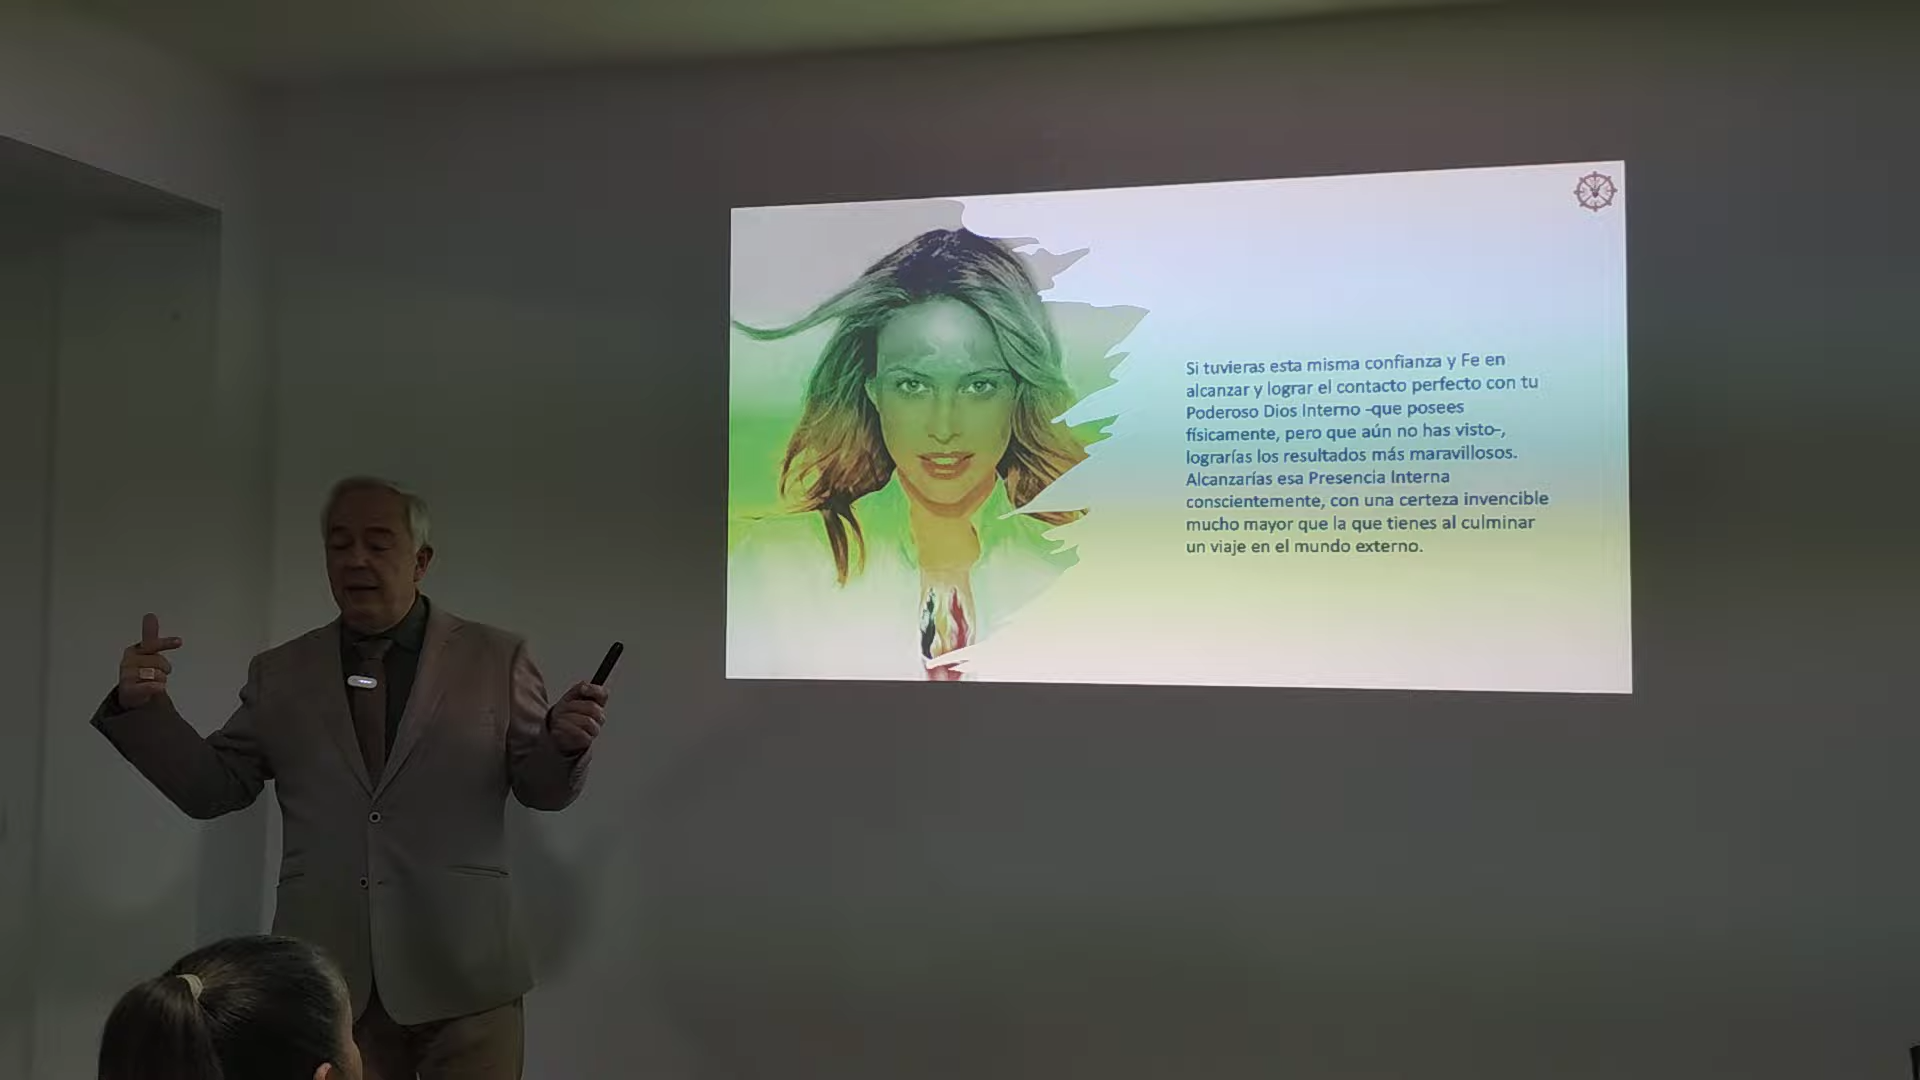 Si tuvieras esta misma confianza y Fe en
alcanzar y lograr el contacto perfecto con tu
Poderoso Dios Interno -que posees
físicamente, pero que aún no has visto-,
lograrías los resultados más maravillosos.
Alcanzarías esa Presencia Interna
conscientemente, con una certeza invencible
mucho mayor que la que tienes al culminar
un viaje en el mundo externo.